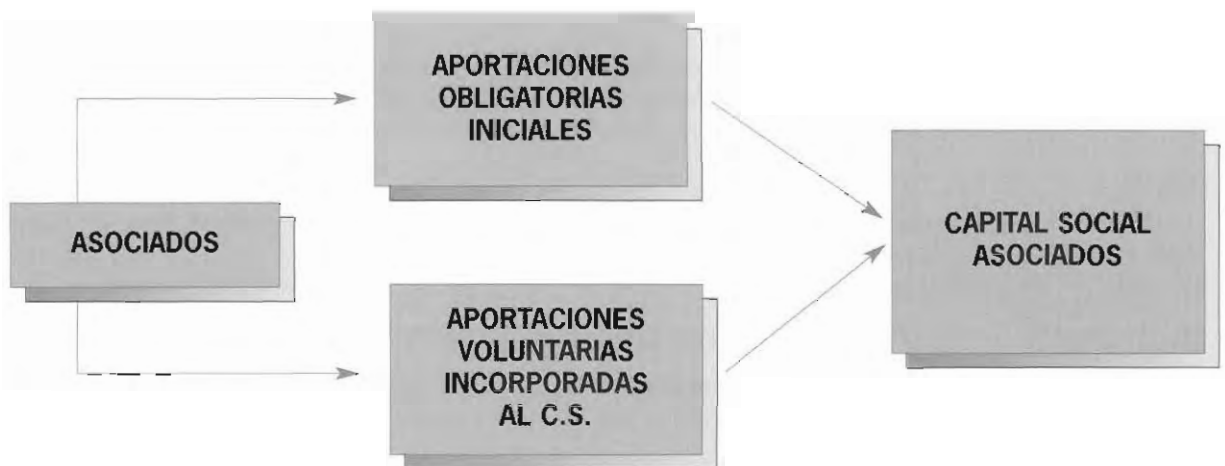 ASOCIADOS
APORTACIONES
OBLIGATORIAS
INICIALES
APORTACIONES
VOLUNTARIAS
INCORPORADAS
AL C.S.
CAPITAL SOCIAL
ASOCIADOS